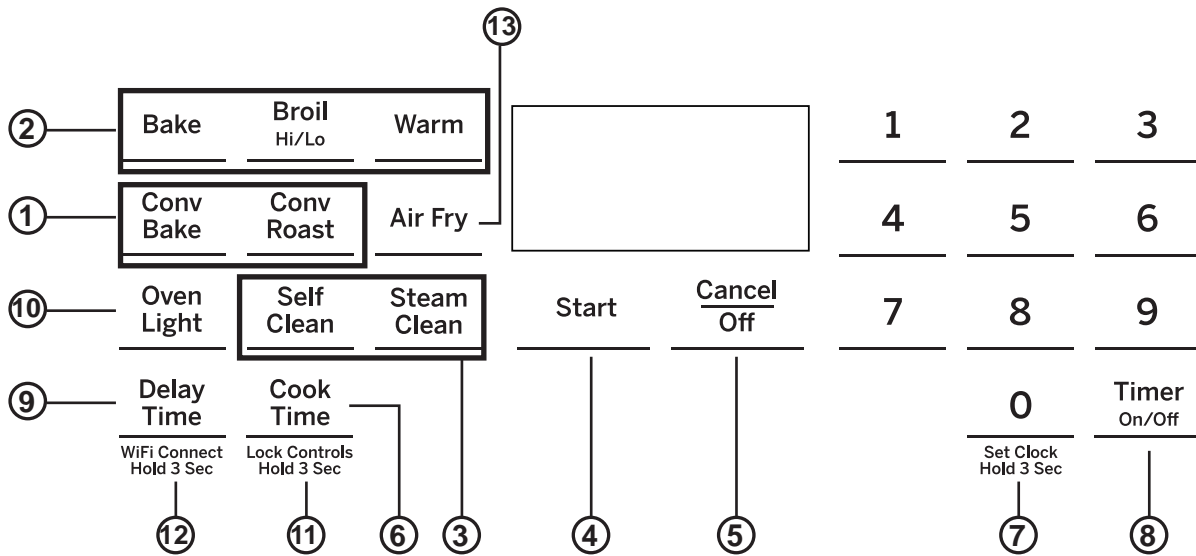 13
2
Bake
Broil
Hi/Lo
Warm
1 2 3
1
Conv
Bake
Conv
Roast
Air Fry
4 5 6
10
Oven
Light
Self
Clean
Steam
Clean
Start
Cancel
Off
7 8 9
9
Delay
Time
WiFi Connect
Hold 3 Sec
Cook
Time
Lock Controls
Hold 3 Sec
0
Set Clock
Hold 3 Sec
Timer
On/Off
12 11 6 3 4 5 7 8